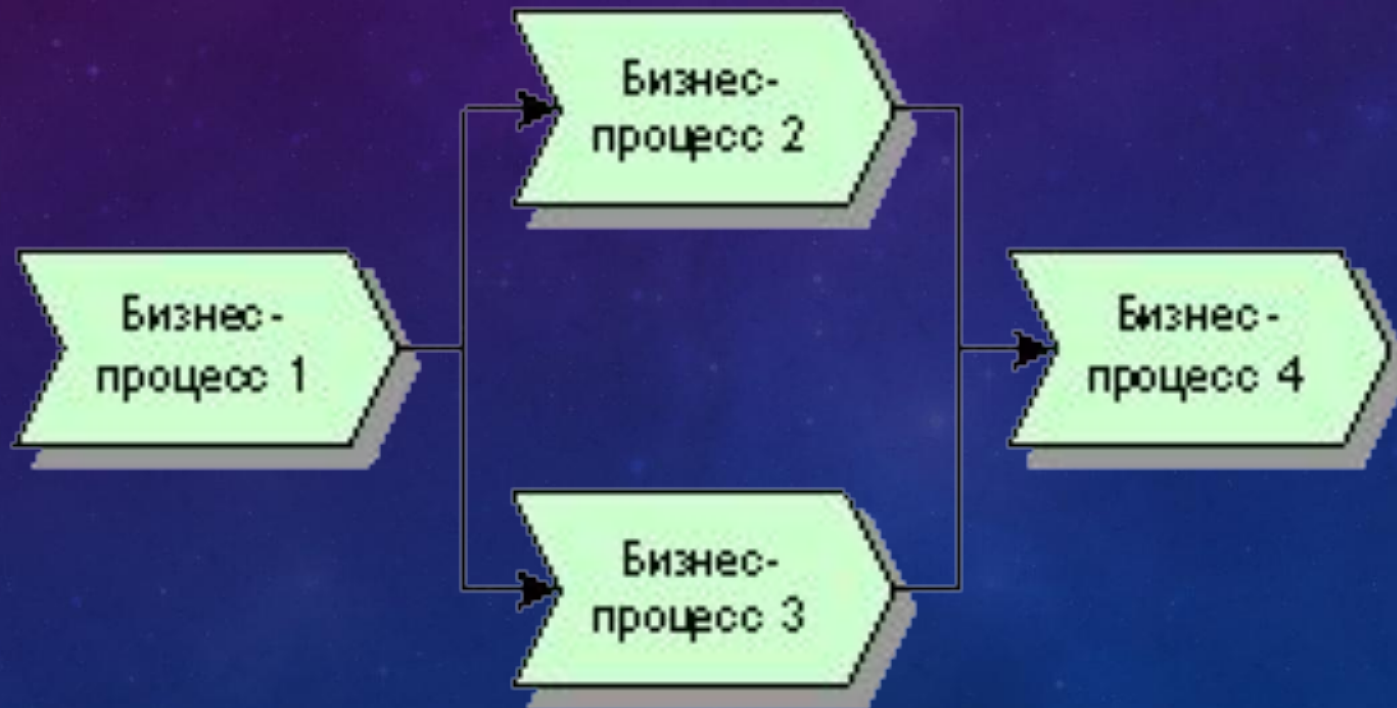 Бизнес-
процесс 1
Бизнес-
процесс 2
Бизнес-
процесс 3
Бизнес-
процесс 4